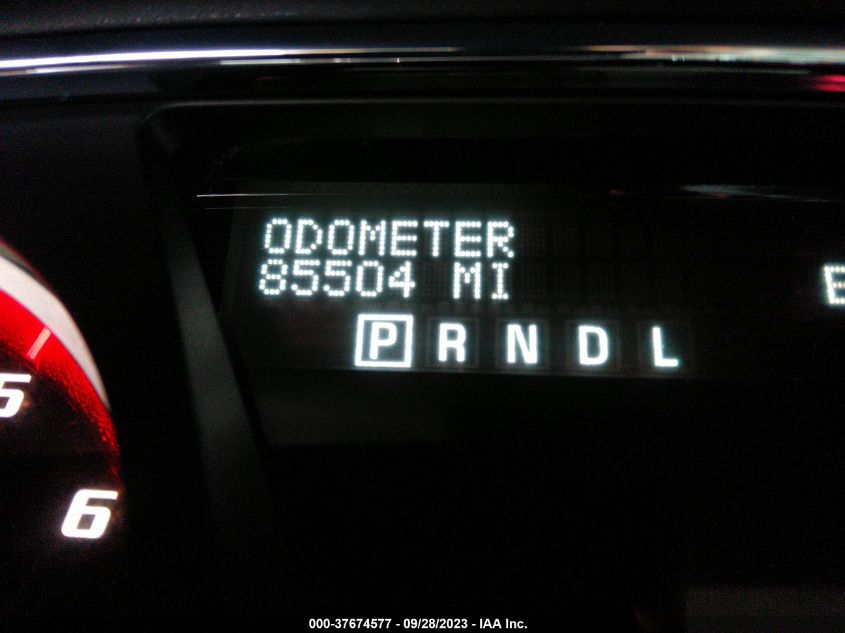 ODOMETER
85504 MI
E
P R N D L
5
6
000-37674577 - 09/28/2023 - IAA Inc.